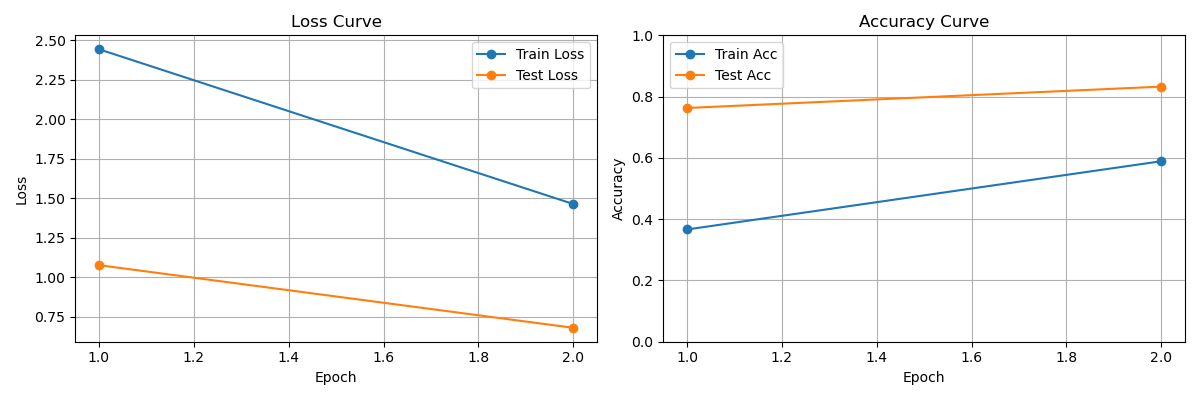 Loss Curve
2.50
2.25
2.00
1.75
1.50
1.25
1.00
0.75
Loss
Train Loss
Test Loss
1.0 1.2 1.4 1.6 1.8 2.0
Epoch
Accuracy Curve
1.0
0.8
0.6
0.4
0.2
0.0
Accuracy
Train Acc
Test Acc
1.0 1.2 1.4 1.6 1.8 2.0
Epoch